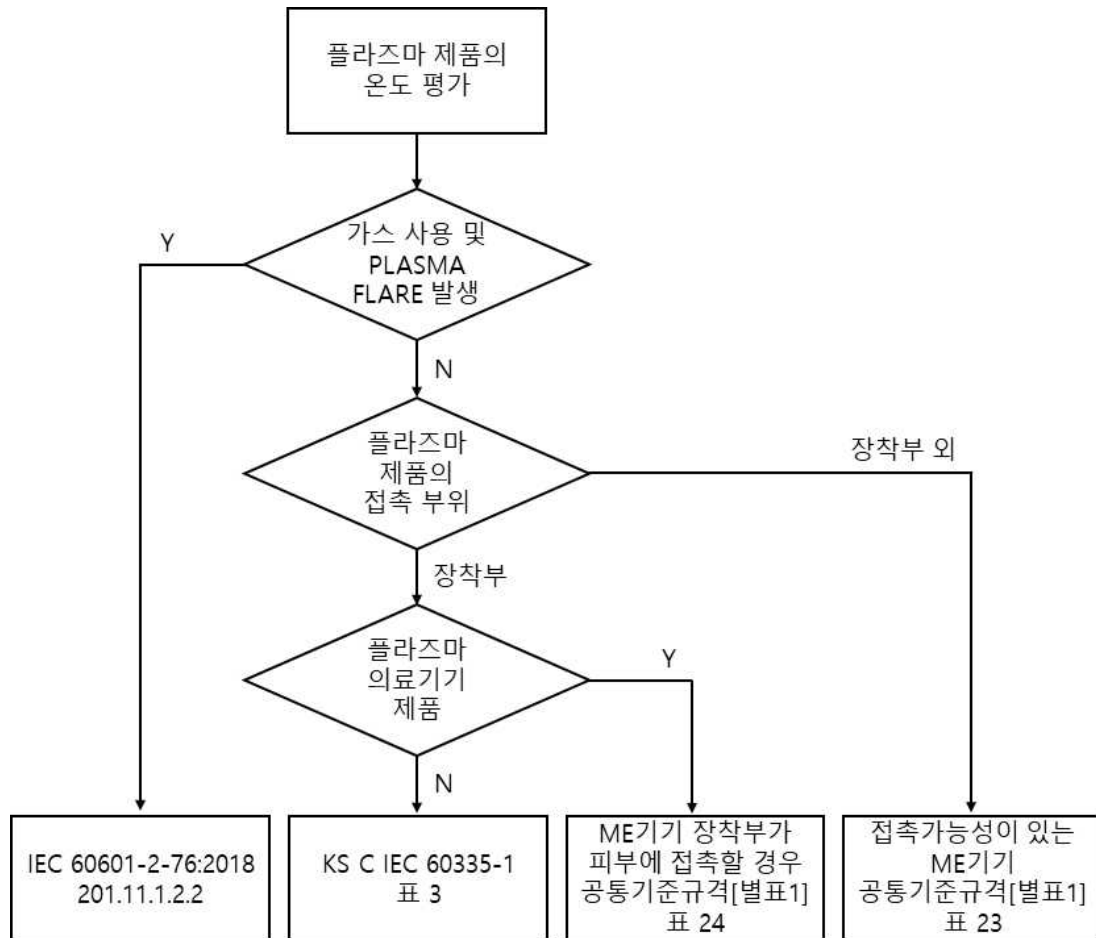 플라즈마 제품의
온도 평가
가스 사용 및
PLASMA
FLARE 발생
Y
N
플라즈마
제품의
접촉 부위
장착부 외
장착부
플라즈마
의료기기
제품
Y
N
IEC 60601-2-76:2018
201.11.1.2.2
KS C IEC 60335-1
표 3
ME기기 장착부가
피부에 접촉할 경우
공통기준규격[별표1]
표 24
접촉가능성이 있는
ME기기
공통기준규격[별표1]
표 23